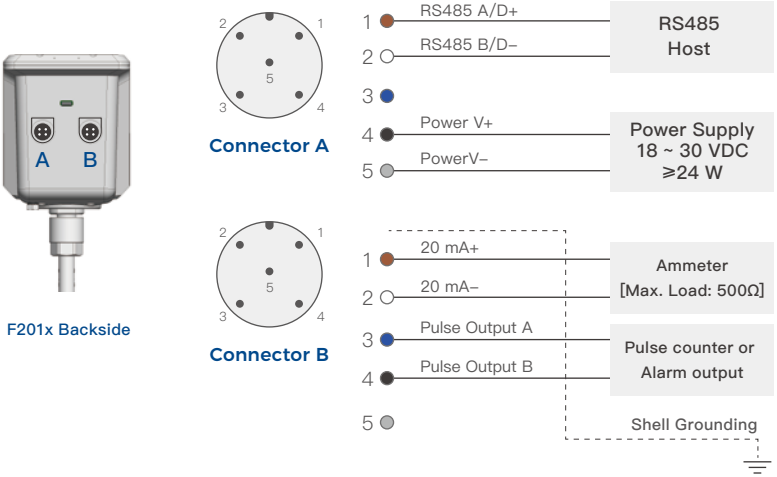 A B
F201x Backside
2 1
5
3 4
Connector A
1 RS485 A/D+
2 RS485 B/D-
3
4 Power V+
5 PowerV-
RS485
Host
Power Supply
18 ~ 30 VDC
≥24 W
2 1
5
3 4
Connector B
1 20 mA+
2 20 mA-
3 Pulse Output A
4 Pulse Output B
5
Ammeter
[Max. Load: 500Ω]
Pulse counter or
Alarm output
Shell Grounding